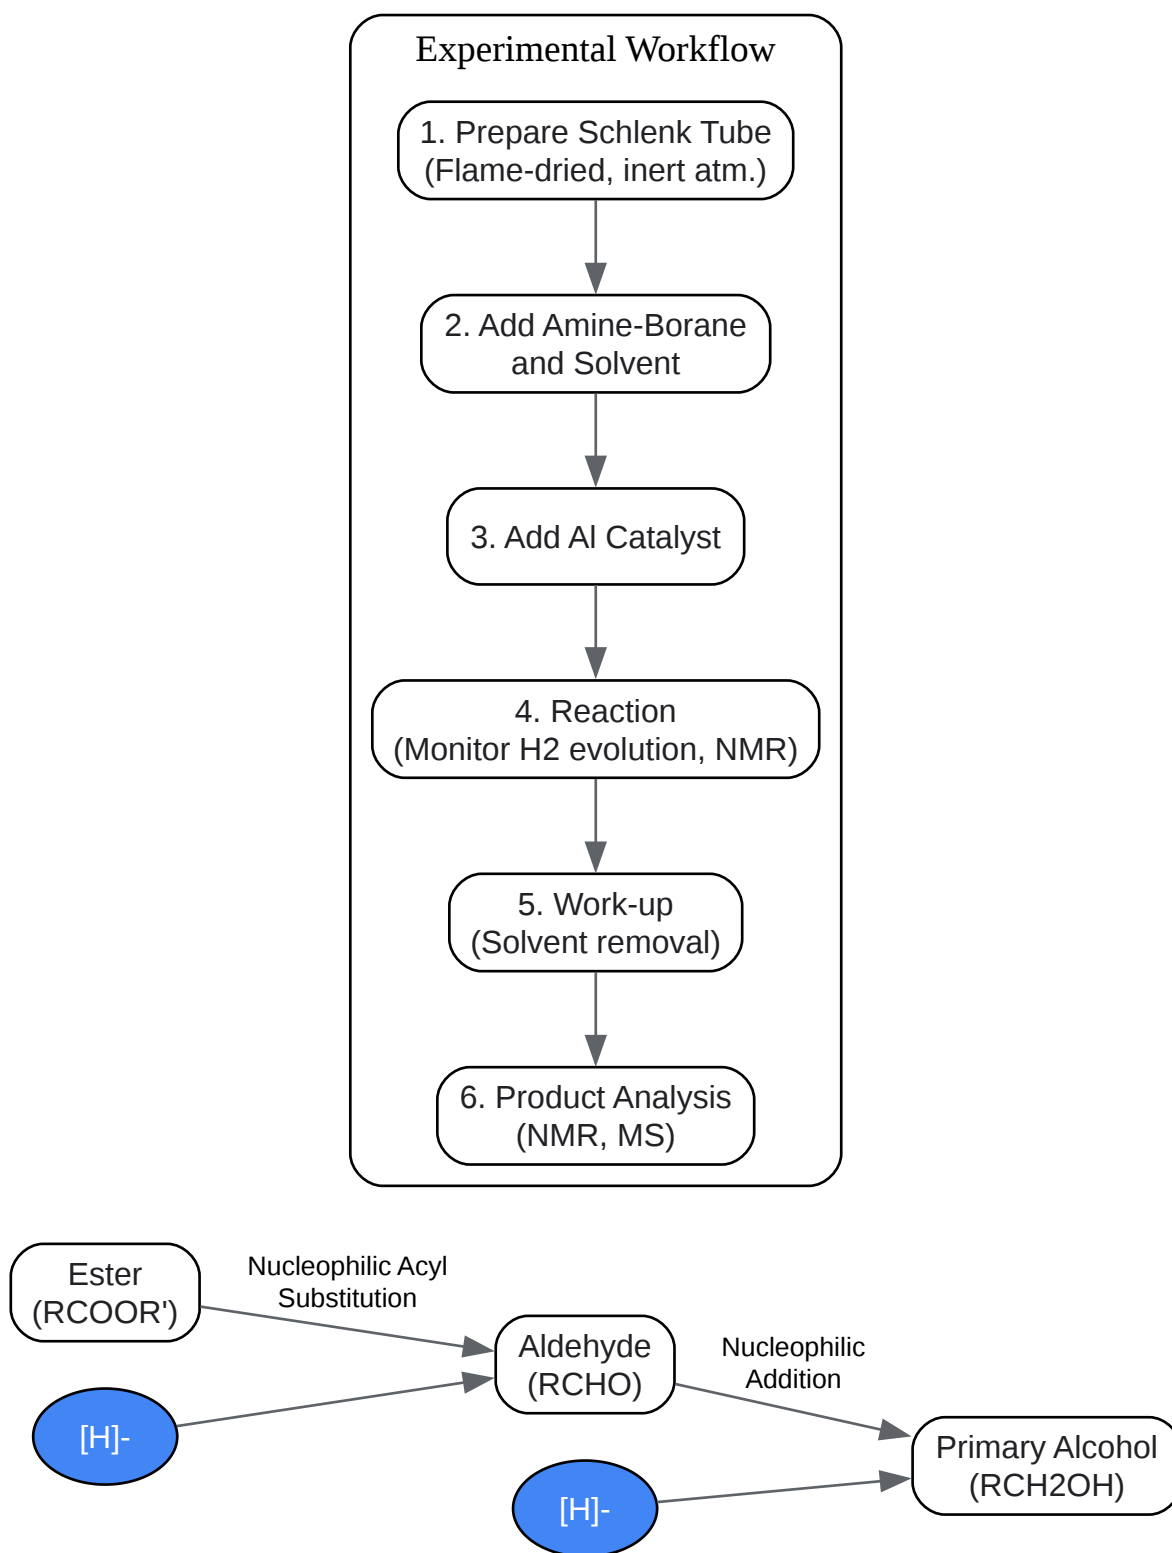 Experimental Workflow
1. Prepare Schlenk Tube
(Flame-dried, inert atm.)
2. Add Amine-Borane
and Solvent
3. Add Al Catalyst
4. Reaction
(Monitor H2 evolution, NMR)
5. Work-up
(Solvent removal)
6. Product Analysis
(NMR, MS)
Ester
(RCOOR')
Nucleophilic Acyl
Substitution
[H]-
Aldehyde
(RCHO)
Nucleophilic
Addition
[H]-
Primary Alcohol
(RCH2OH)